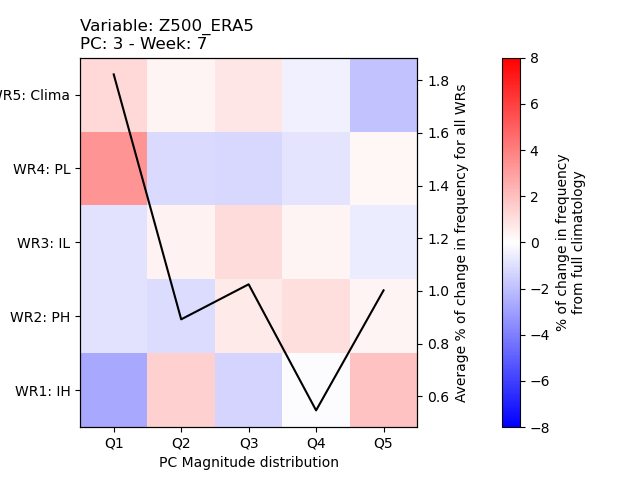 Variable: Z500_ERA5
PC: 3 - Week: 7
WR5: Clima
WR4: PL
WR3: IL
WR2: PH
WR1: IH
Q1 Q2 Q3 Q4 Q5
PC Magnitude distribution
1.8
1.6
1.4
1.2
1.0
0.8
0.6
Average % of change in frequency for all WRs
8
6
4
2
0
−2
−4
−6
−8
% of change in frequency
from full climatology